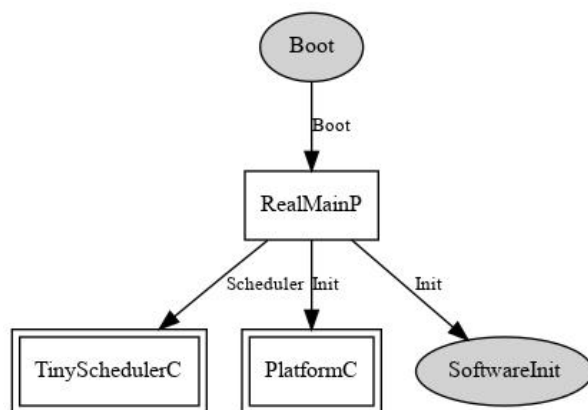 Boot
Boot
RealMainP
Scheduler Init Init
TinySchedulerC PlatformC SoftwareInit